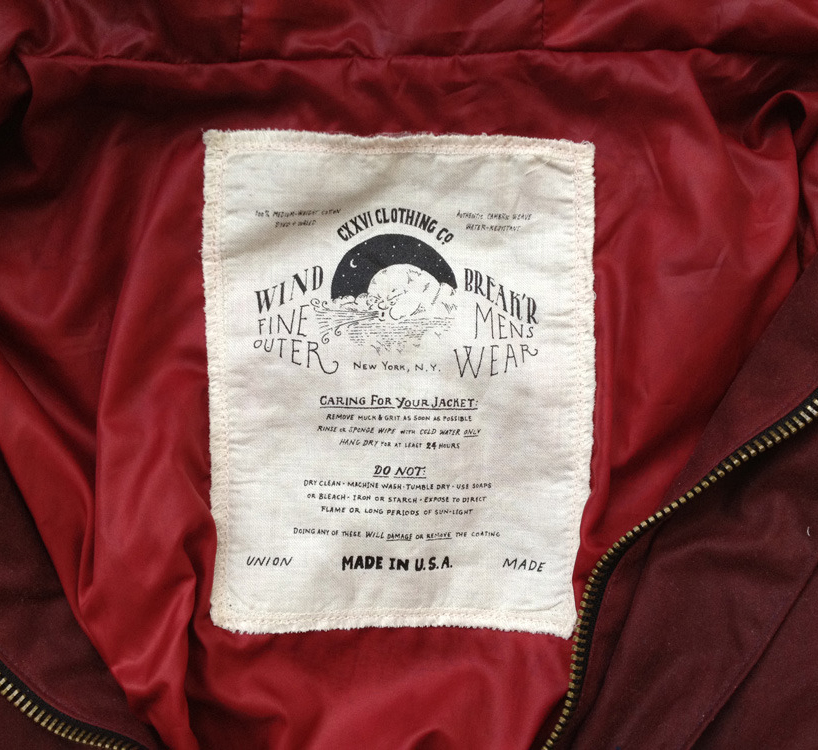 100% MEDIUM-WEIGHT COTTON
DYED & WAXED
AUTHENTIC CAMBRIC WEAVE
WATER-RESISTANT
CXXVI CLOTHING CO
WIND BREAK'R
FINE MENS
OUTER WEAR
NEW YORK, N.Y.
CARING FOR YOUR JACKET:
REMOVE MUCK & GRIT AS SOON AS POSSIBLE
RINSE OR SPONGE WIPE WITH COLD WATER ONLY
HANG DRY FOR AT LEAST 24 HOURS
DO NOT:
DRY CLEAN · MACHINE WASH · TUMBLE DRY · USE SOAPS
OR BLEACH · IRON OR STARCH · EXPOSE TO DIRECT
FLAME OR LONG PERIODS OF SUN-LIGHT
DOING ANY OF THESE WILL DAMAGE OR REMOVE THE COATING
UNION MADE IN U.S.A. MADE